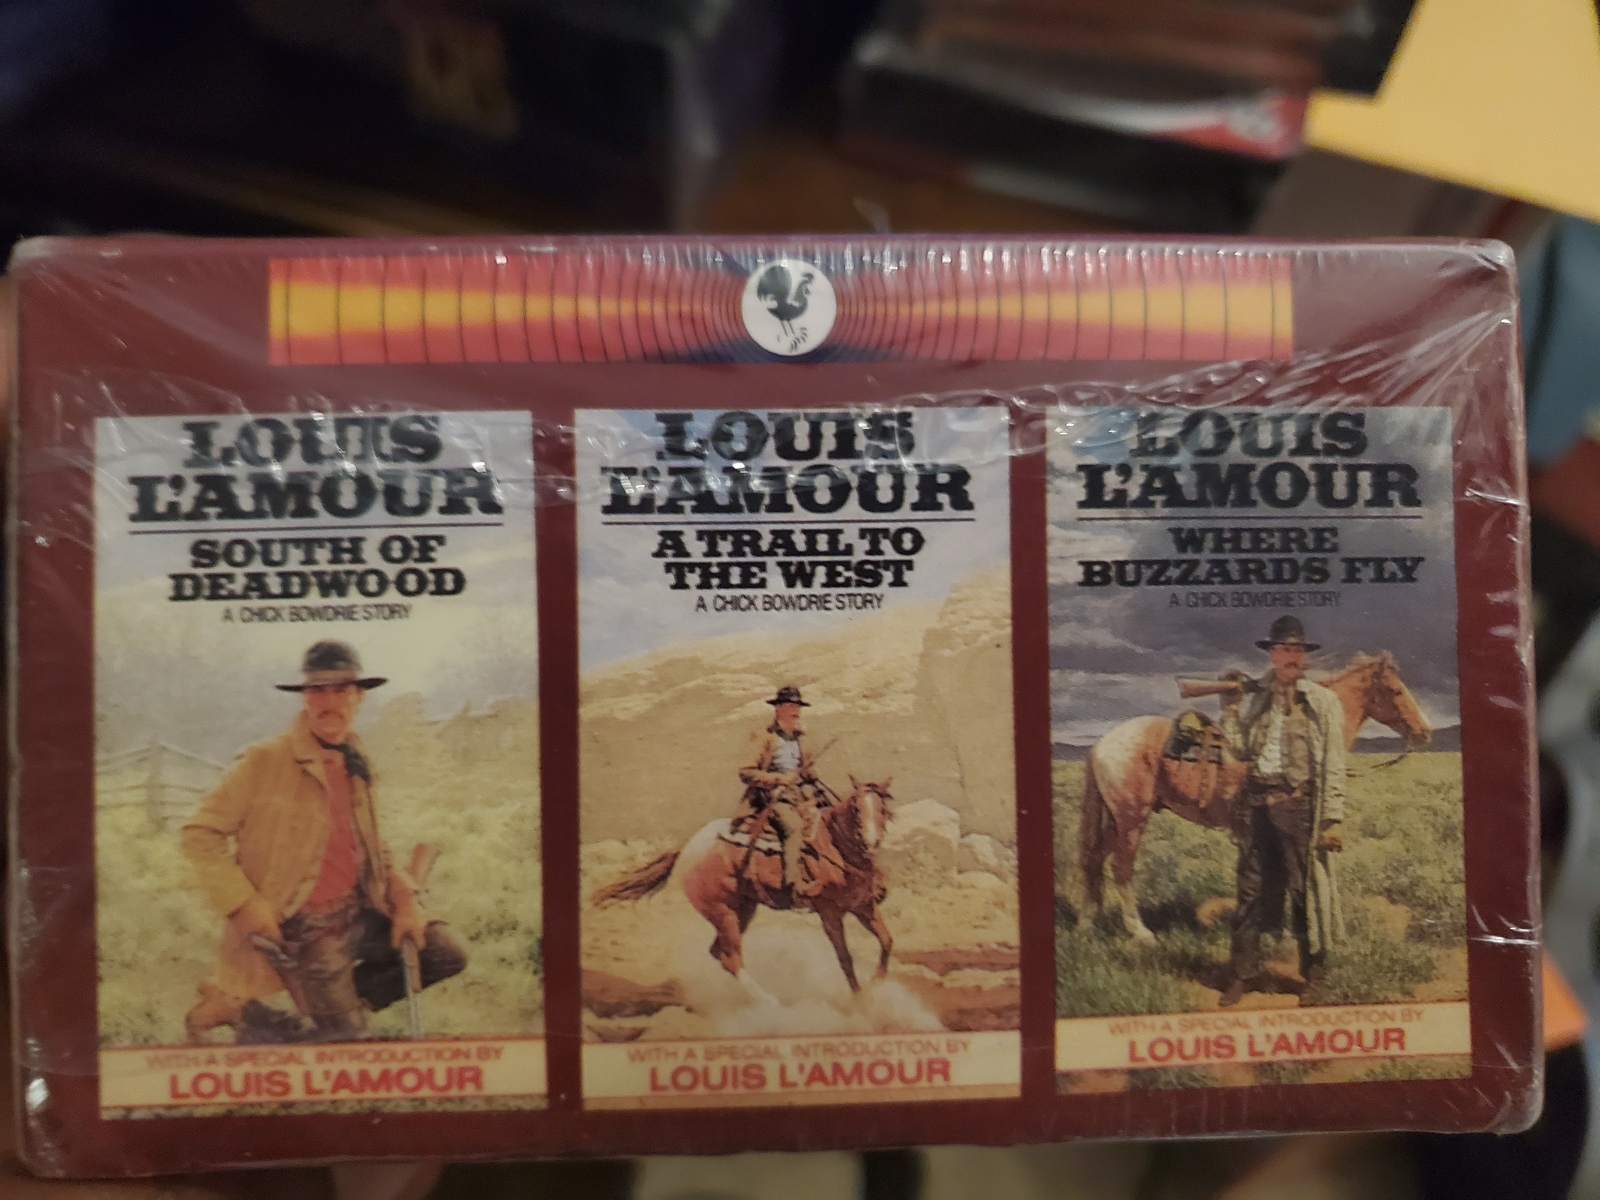 LOUIS
L'AMOUR
SOUTH OF
DEADWOOD
A CHICK BOWDRIE STORY
WITH A SPECIAL INTRODUCTION BY
LOUIS L'AMOUR
LOUIS
L'AMOUR
A TRAIL TO
THE WEST
A CHICK BOWDRIE STORY
WITH A SPECIAL INTRODUCTION BY
LOUIS L'AMOUR
LOUIS
L'AMOUR
WHERE
BUZZARDS FLY
A CHICK BOWDRIE STORY
WITH A SPECIAL INTRODUCTION BY
LOUIS L'AMOUR